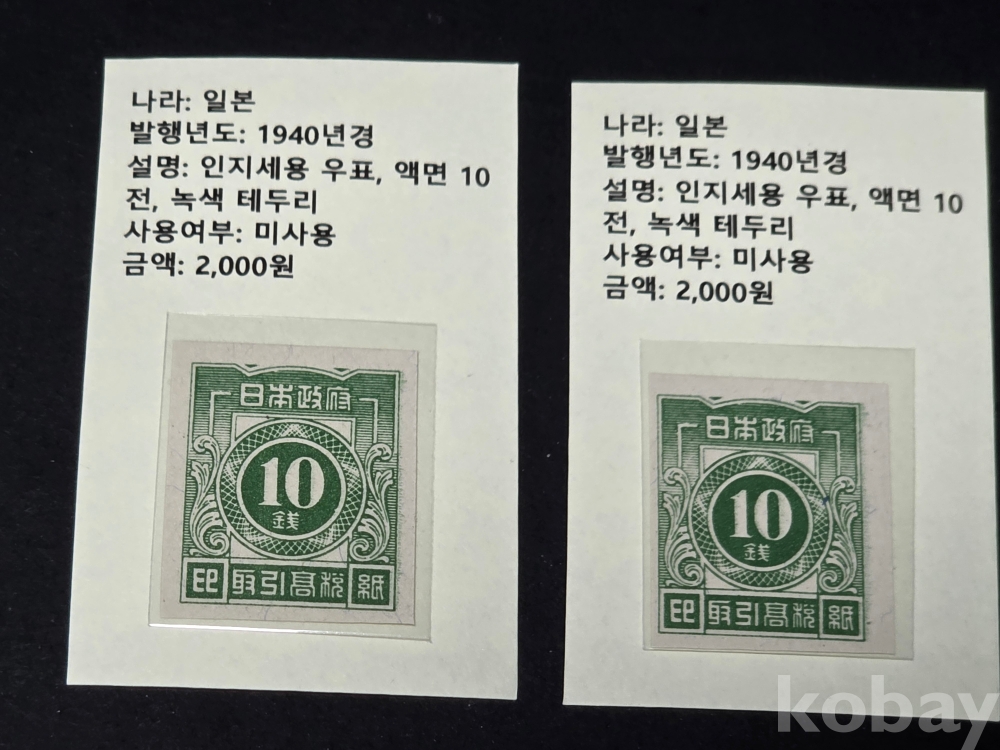 나라: 일본
발행년도: 1940년경
설명: 인지세용 우표, 액면 10
전, 녹색 테두리
사용여부: 미사용
금액: 2,000원
日本政府
10
銭
印 取引高税 紙
나라: 일본
발행년도: 1940년경
설명: 인지세용 우표, 액면 10
전, 녹색 테두리
사용여부: 미사용
금액: 2,000원
日本政府
10
銭
印 取引高税 紙
kobay